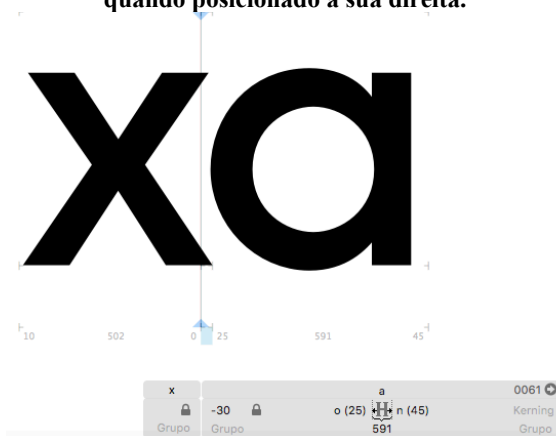 quando posicionado à sua direita.
xa
10 502 0 25 591 45
x a 0061
-30 o (25) H n (45) Kerning
Grupo Grupo 591 Grupo